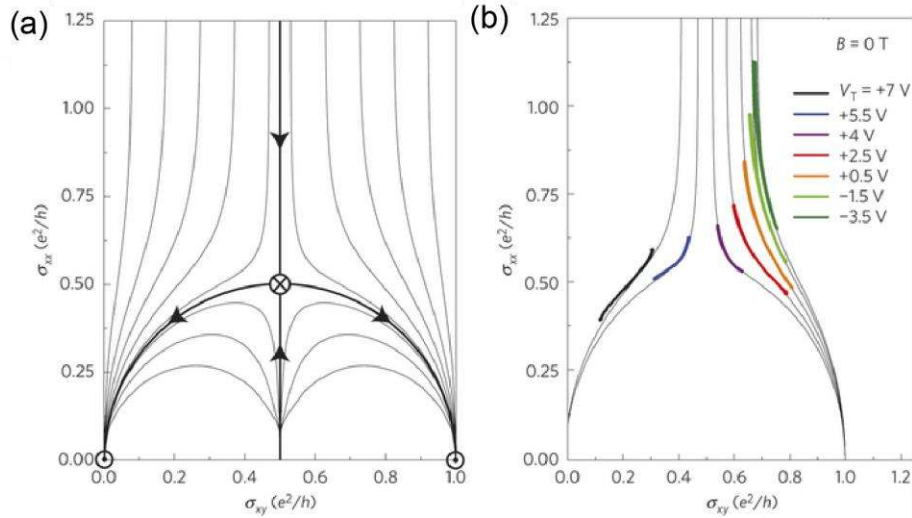 (a)
1.25
1.00
0.75
0.50
0.25
0.00
σxx (e²/h)
0.0
0.2
0.4
0.6
0.8
1.0
σxy (e²/h)
(b)
1.25
1.00
0.75
0.50
0.25
0.00
σxx (e²/h)
0.0
0.2
0.4
0.6
0.8
1.0
1.2
σxy (e²/h)
B = 0 T
VT = +7 V
+5.5 V
+4 V
+2.5 V
+0.5 V
−1.5 V
−3.5 V